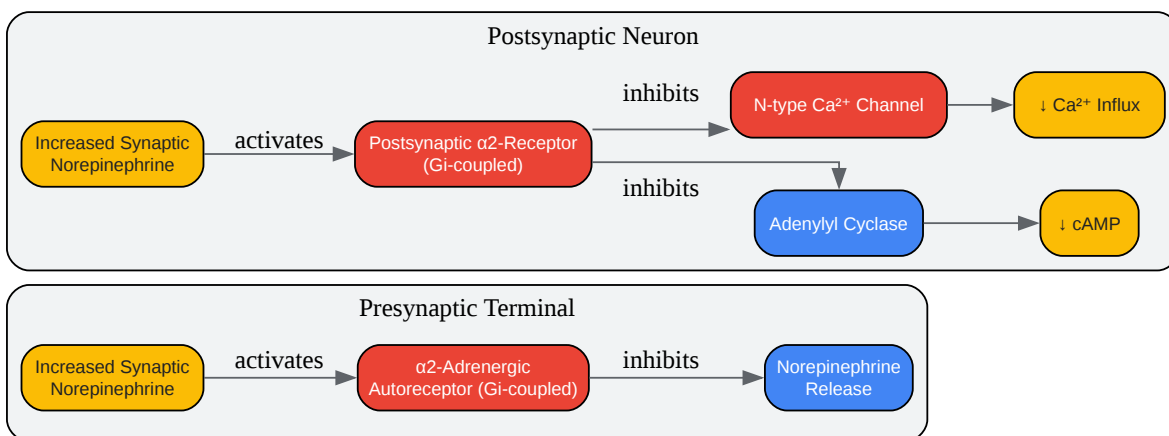 Postsynaptic Neuron
Increased Synaptic
Norepinephrine
activates
Postsynaptic α2-Receptor
(Gi-coupled)
inhibits
N-type Ca²⁺ Channel
↓ Ca²⁺ Influx
inhibits
Adenylyl Cyclase
↓ cAMP
Presynaptic Terminal
Increased Synaptic
Norepinephrine
activates
α2-Adrenergic
Autoreceptor (Gi-coupled)
inhibits
Norepinephrine
Release